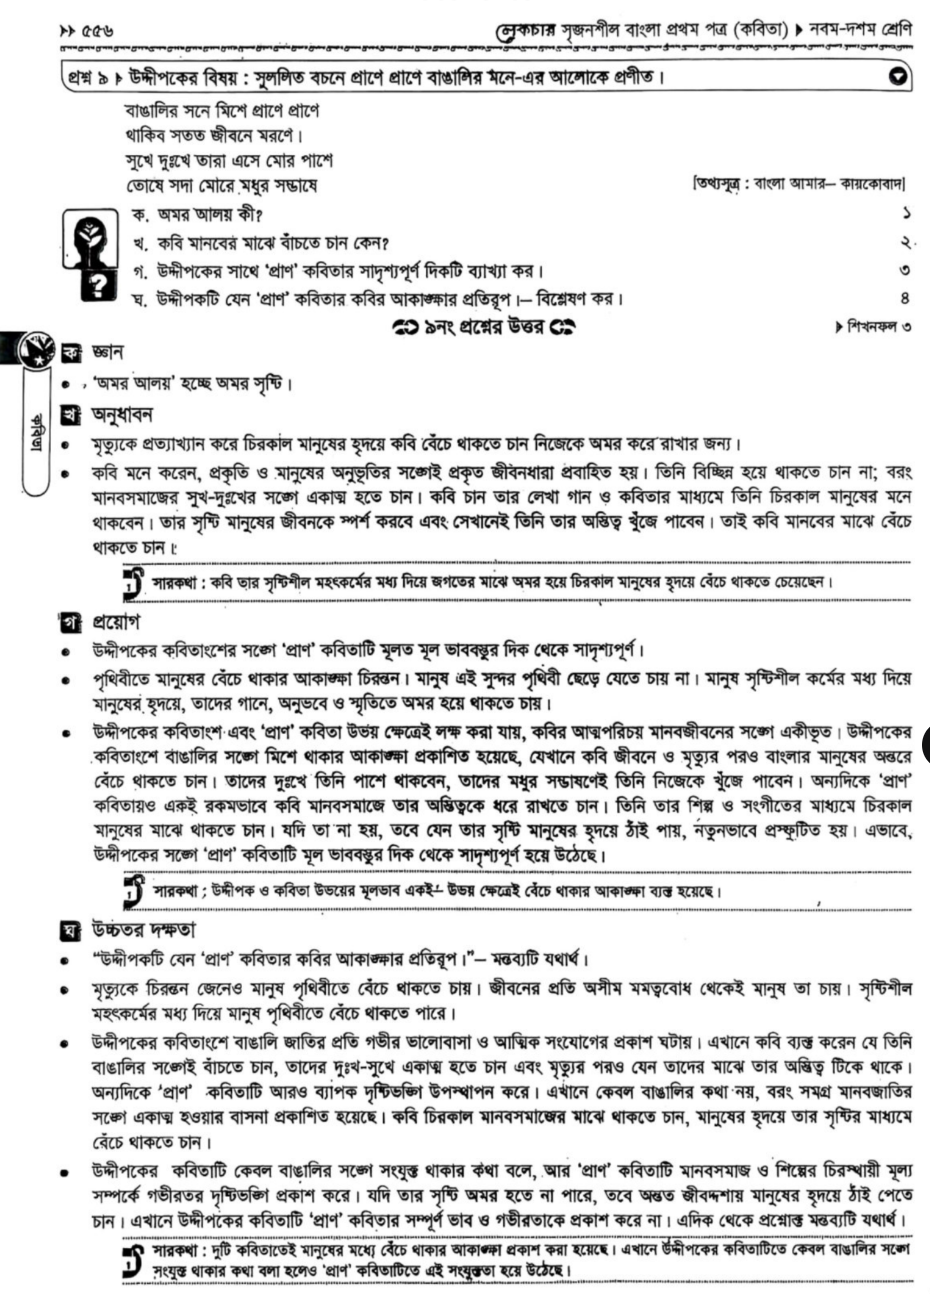 ▸▸ ৫৫৬
লেকচার সৃজনশীল বাংলা প্রথম পত্র (কবিতা) ▸ নবম-দশম শ্রেণি
প্রশ্ন ৯ ▸ উদ্দীপকের বিষয় : সুললিত বচনে প্রাণে প্রাণে বাঙালির মনে-এর আলোকে প্রণীত।
বাঙালির সনে মিশে প্রাণে প্রাণে
থাকিব সতত জীবনে মরণে।
সুখে দুঃখে তারা এসে মোর পাশে
তোষে সদা মোরে মধুর সম্ভাষে
[তথ্যসূত্র : বাংলা আমার– কায়কোবাদ]
ক. অমর আলয় কী? ১
খ. কবি মানবের মাঝে বাঁচতে চান কেন? ২
গ. উদ্দীপকের সাথে ‘প্রাণ’ কবিতার সাদৃশ্যপূর্ণ দিকটি ব্যাখ্যা কর। ৩
ঘ. উদ্দীপকটি যেন ‘প্রাণ’ কবিতার কবির আকাঙ্ক্ষার প্রতিরূপ।– বিশ্লেষণ কর। ৪
৯নং প্রশ্নের উত্তর
▸ শিখনফল ৩
ক জ্ঞান
• ‘অমর আলয়’ হচ্ছে অমর সৃষ্টি।
কবিতা
খ অনুধাবন
• মৃত্যুকে প্রত্যাখ্যান করে চিরকাল মানুষের হৃদয়ে কবি বেঁচে থাকতে চান নিজেকে অমর করে রাখার জন্য।
• কবি মনে করেন, প্রকৃতি ও মানুষের অনুভূতির সঙ্গেই প্রকৃত জীবনধারা প্রবাহিত হয়। তিনি বিচ্ছিন্ন হয়ে থাকতে চান না; বরং
মানবসমাজের সুখ-দুঃখের সঙ্গে একাত্ম হতে চান। কবি চান তার লেখা গান ও কবিতার মাধ্যমে তিনি চিরকাল মানুষের মনে
থাকবেন। তার সৃষ্টি মানুষের জীবনকে স্পর্শ করবে এবং সেখানেই তিনি তার অস্তিত্ব খুঁজে পাবেন। তাই কবি মানবের মাঝে বেঁচে
থাকতে চান।
সারকথা : কবি তার সৃষ্টিশীল মহৎকর্মের মধ্য দিয়ে জগতের মাঝে অমর হয়ে চিরকাল মানুষের হৃদয়ে বেঁচে থাকতে চেয়েছেন।
গ প্রয়োগ
• উদ্দীপকের কবিতাংশের সঙ্গে ‘প্রাণ’ কবিতাটি মূলত মূল ভাববস্তুর দিক থেকে সাদৃশ্যপূর্ণ।
• পৃথিবীতে মানুষের বেঁচে থাকার আকাঙ্ক্ষা চিরন্তন। মানুষ এই সুন্দর পৃথিবী ছেড়ে যেতে চায় না। মানুষ সৃষ্টিশীল কর্মের মধ্য দিয়ে
মানুষের হৃদয়ে, তাদের গানে, অনুভবে ও স্মৃতিতে অমর হয়ে থাকতে চায়।
• উদ্দীপকের কবিতাংশ এবং ‘প্রাণ’ কবিতা উভয় ক্ষেত্রেই লক্ষ করা যায়, কবির আত্মপরিচয় মানবজীবনের সঙ্গে একীভূত। উদ্দীপকের
কবিতাংশে বাঙালির সঙ্গে মিশে থাকার আকাঙ্ক্ষা প্রকাশিত হয়েছে, যেখানে কবি জীবনে ও মৃত্যুর পরও বাংলার মানুষের অন্তরে
বেঁচে থাকতে চান। তাদের দুঃখে তিনি পাশে থাকবেন, তাদের মধুর সম্ভাষণেই তিনি নিজেকে খুঁজে পাবেন। অন্যদিকে ‘প্রাণ’
কবিতায়ও একই রকমভাবে কবি মানবসমাজে তার অস্তিত্বকে ধরে রাখতে চান। তিনি তার শিল্প ও সংগীতের মাধ্যমে চিরকাল
মানুষের মাঝে থাকতে চান। যদি তা না হয়, তবে যেন তার সৃষ্টি মানুষের হৃদয়ে ঠাঁই পায়, নতুনভাবে প্রস্ফুটিত হয়। এভাবে,
উদ্দীপকের সঙ্গে ‘প্রাণ’ কবিতাটি মূল ভাববস্তুর দিক থেকে সাদৃশ্যপূর্ণ হয়ে উঠেছে।
সারকথা ; উদ্দীপক ও কবিতা উভয়ের মূলভাব একই– উভয় ক্ষেত্রেই বেঁচে থাকার আকাঙ্ক্ষা ব্যক্ত হয়েছে।
ঘ উচ্চতর দক্ষতা
• “উদ্দীপকটি যেন ‘প্রাণ’ কবিতার কবির আকাঙ্ক্ষার প্রতিরূপ।”– মন্তব্যটি যথার্থ।
• মৃত্যুকে চিরন্তন জেনেও মানুষ পৃথিবীতে বেঁচে থাকতে চায়। জীবনের প্রতি অসীম মমত্ববোধ থেকেই মানুষ তা চায়। সৃষ্টিশীল
মহৎকর্মের মধ্য দিয়ে মানুষ পৃথিবীতে বেঁচে থাকতে পারে।
• উদ্দীপকের কবিতাংশে বাঙালি জাতির প্রতি গভীর ভালোবাসা ও আত্মিক সংযোগের প্রকাশ ঘটায়। এখানে কবি ব্যক্ত করেন যে তিনি
বাঙালির সঙ্গেই বাঁচতে চান, তাদের দুঃখ-সুখে একাত্ম হতে চান এবং মৃত্যুর পরও যেন তাদের মাঝে তার অস্তিত্ব টিকে থাকে।
অন্যদিকে ‘প্রাণ’ কবিতাটি আরও ব্যাপক দৃষ্টিভঙ্গি উপস্থাপন করে। এখানে কেবল বাঙালির কথা নয়, বরং সমগ্র মানবজাতির
সঙ্গে একাত্ম হওয়ার বাসনা প্রকাশিত হয়েছে। কবি চিরকাল মানবসমাজের মাঝে থাকতে চান, মানুষের হৃদয়ে তার সৃষ্টির মাধ্যমে
বেঁচে থাকতে চান।
• উদ্দীপকের কবিতাটি কেবল বাঙালির সঙ্গে সংযুক্ত থাকার কথা বলে, আর ‘প্রাণ’ কবিতাটি মানবসমাজ ও শিল্পের চিরস্থায়ী মূল্য
সম্পর্কে গভীরতর দৃষ্টিভঙ্গি প্রকাশ করে। যদি তার সৃষ্টি অমর হতে না পারে, তবে অন্তত জীবদ্দশায় মানুষের হৃদয়ে ঠাঁই পেতে
চান। এখানে উদ্দীপকের কবিতাটি ‘প্রাণ’ কবিতার সম্পূর্ণ ভাব ও গভীরতাকে প্রকাশ করে না। এদিক থেকে প্রশ্নোক্ত মন্তব্যটি যথার্থ।
সারকথা : দুটি কবিতাতেই মানুষের মধ্যে বেঁচে থাকার আকাঙ্ক্ষা প্রকাশ করা হয়েছে। এখানে উদ্দীপকের কবিতাটিতে কেবল বাঙালির সঙ্গে
সংযুক্ত থাকার কথা বলা হলেও ‘প্রাণ’ কবিতাটিতে এই সংযুক্ততা হয়ে উঠেছে।